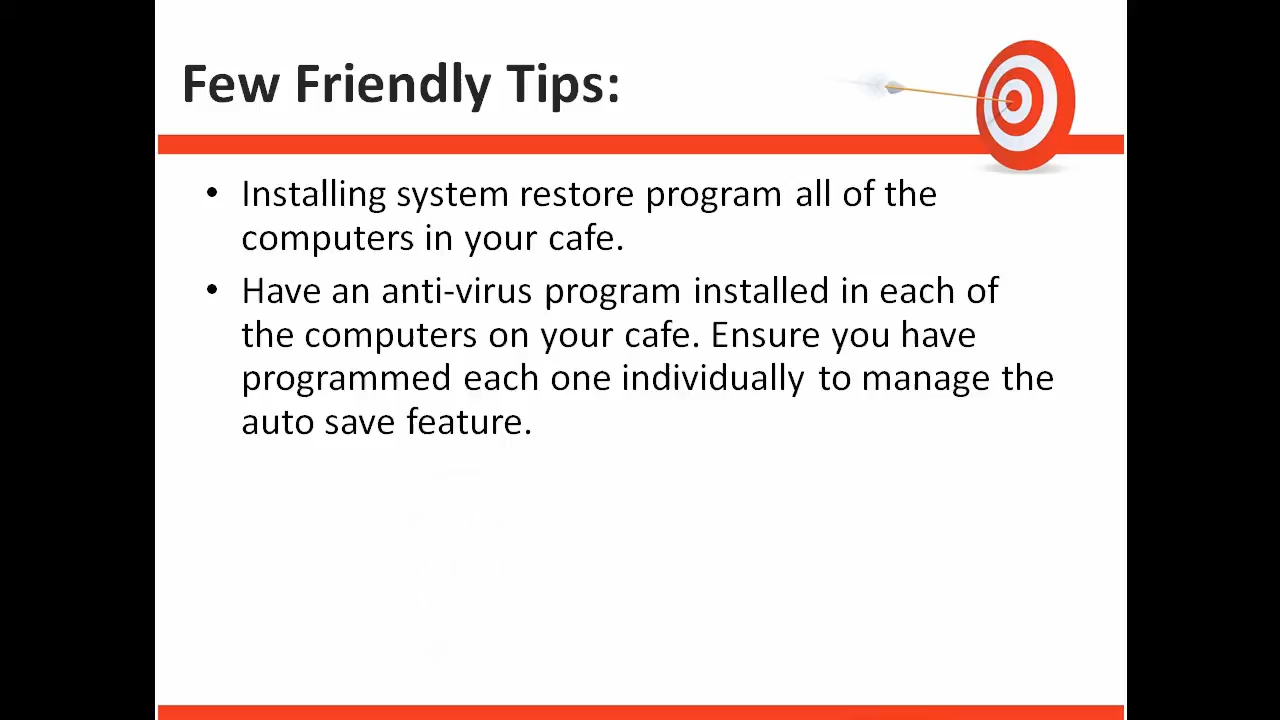 Few Friendly Tips:
• Installing system restore program all of the
computers in your cafe.
• Have an anti-virus program installed in each of
the computers on your cafe. Ensure you have
programmed each one individually to manage the
auto save feature.